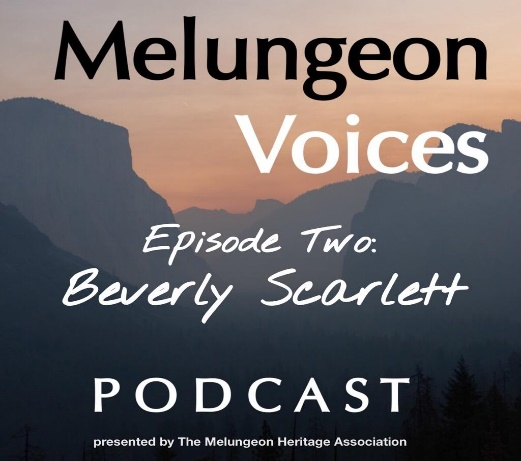 Melungeon
Voices
Episode Two:
Beverly Scarlett
PODCAST
presented by The Melungeon Heritage Association